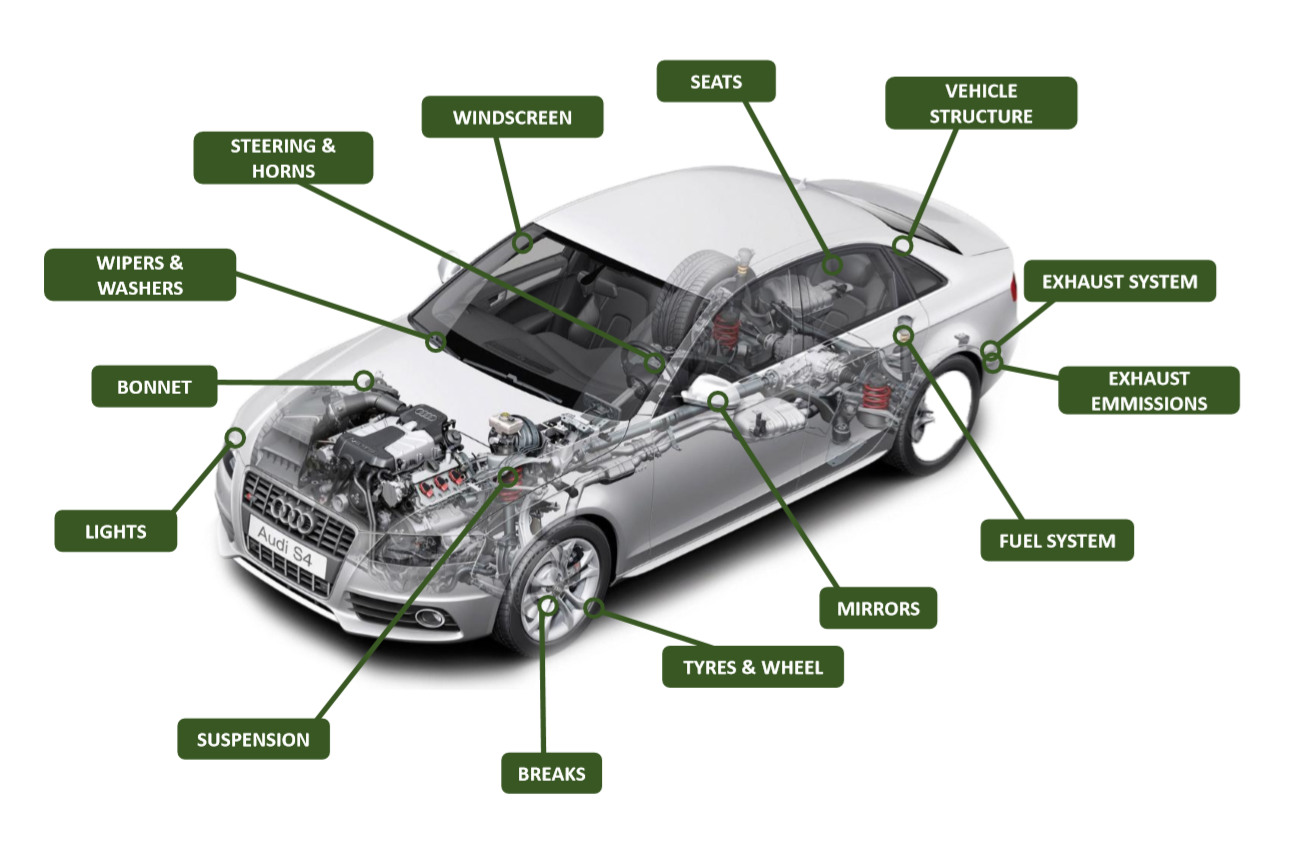 SEATS
VEHICLE
STRUCTURE
WINDSCREEN
STEERING &
HORNS
WIPERS &
WASHERS
EXHAUST SYSTEM
BONNET
EXHAUST
EMMISSIONS
LIGHTS
Audi S4
FUEL SYSTEM
MIRRORS
TYRES & WHEEL
SUSPENSION
BREAKS